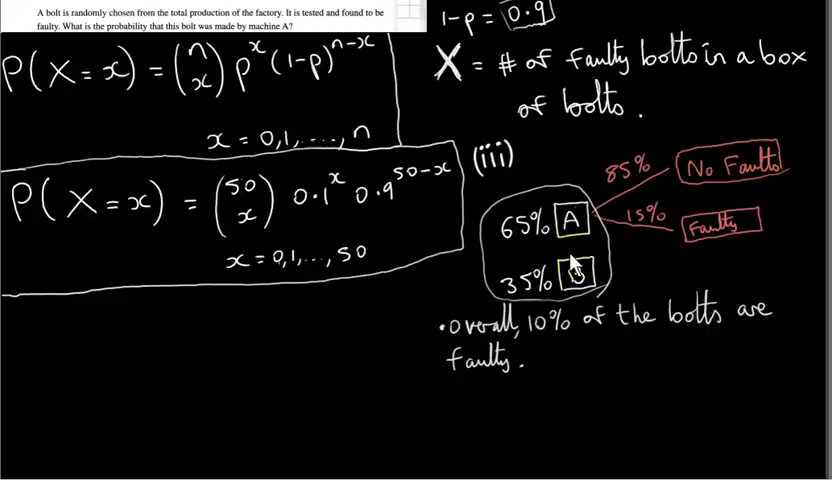 A bolt is randomly chosen from the total production of the factory. It is tested and found to be
faulty. What is the probability that this bolt was made by machine A?
1-p = 0.9
P(X=x) = (n x) p^x (1-p)^{n-x}
x = 0,1,...,n
X = # of faulty bolts in a box
of bolts.
P(X=x) = (50 x) 0.1^x 0.9^{50-x}
x = 0,1,...,50
(iii)
85% No Faults
15% Faulty
65% A
35%
• Overall, 10% of the bolts are
faulty.